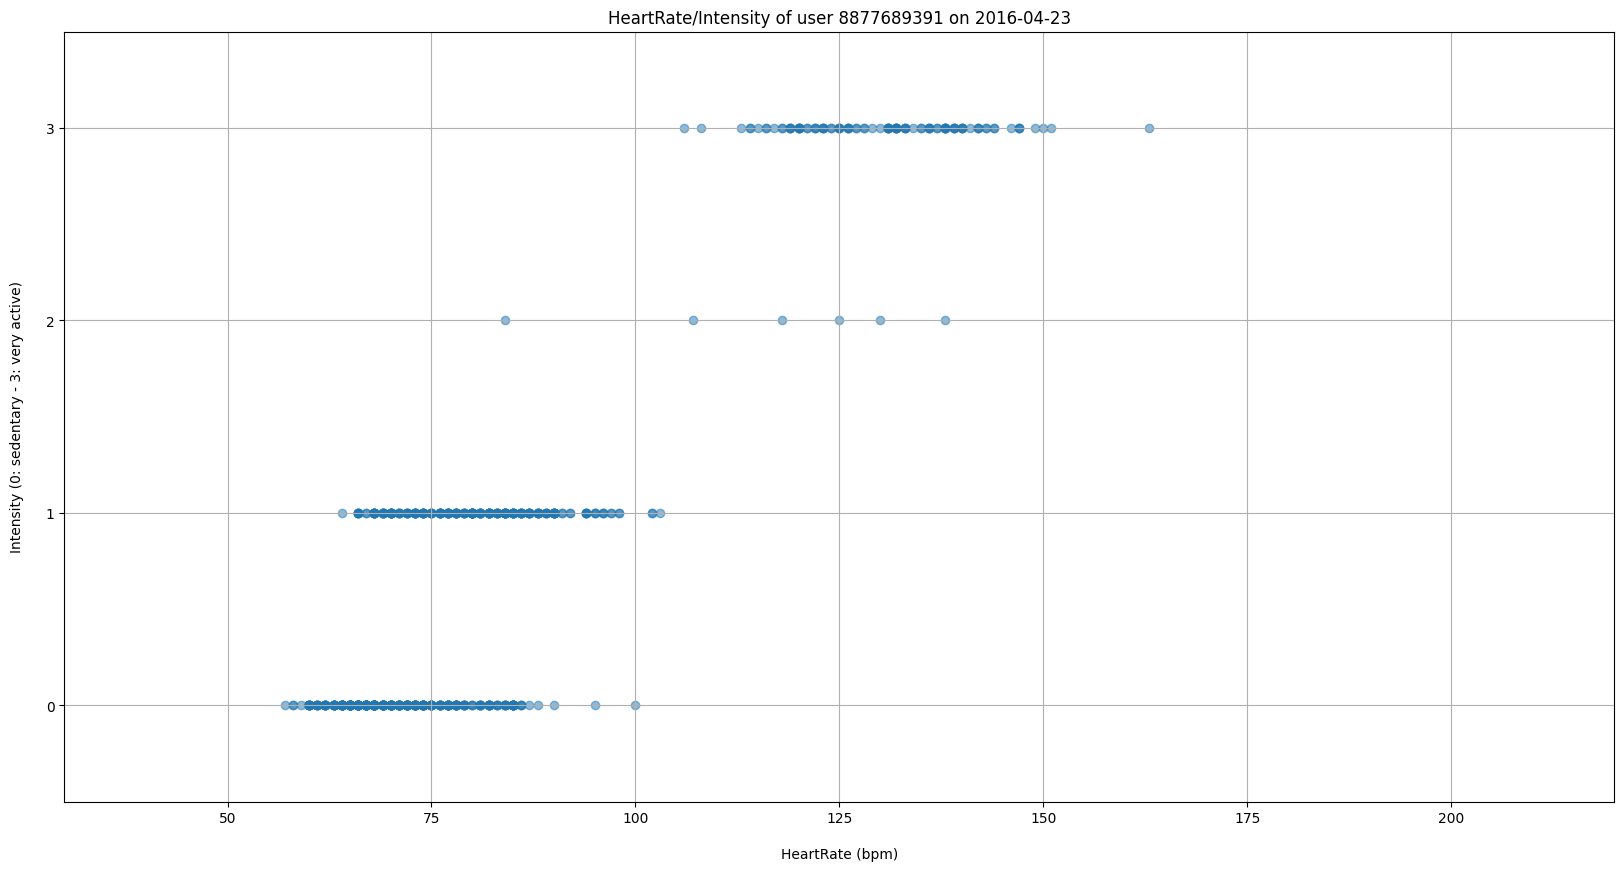 HeartRate/Intensity of user 8877689391 on 2016-04-23
Intensity (0: sedentary - 3: very active)
3
2
1
0
50 75 100 125 150 175 200
HeartRate (bpm)